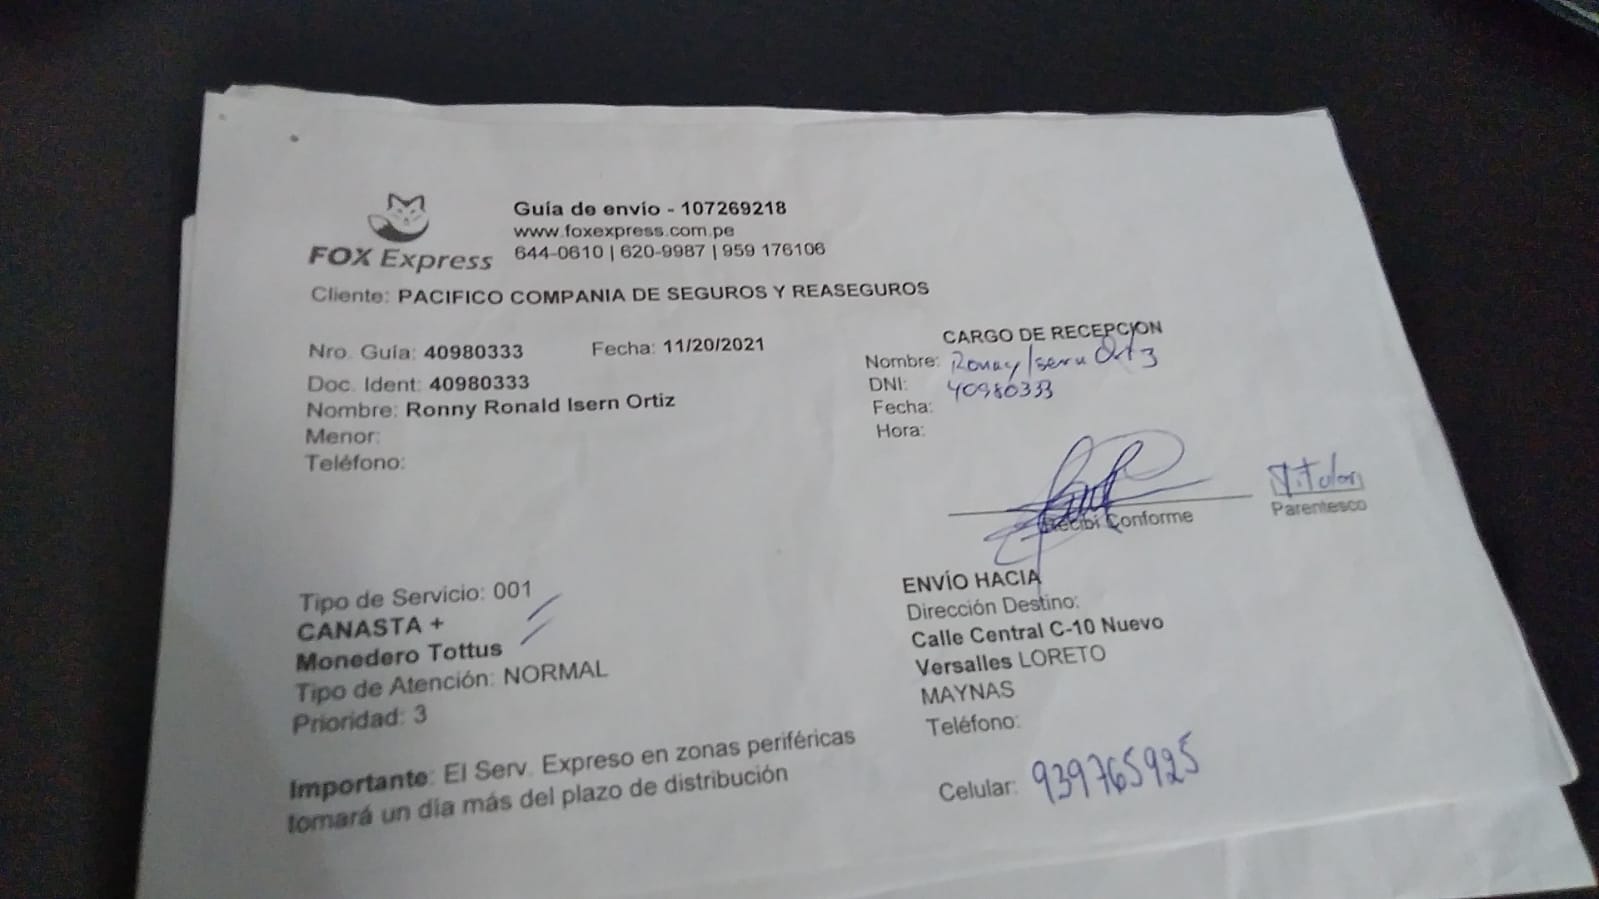 FOX Express
Guía de envío - 107269218
www.foxexpress.com.pe
644-0610 | 620-9987 | 959 176106
Cliente: PACIFICO COMPANIA DE SEGUROS Y REASEGUROS
Nro. Guía: 40980333
Fecha: 11/20/2021
Doc. Ident: 40980333
Nombre: Ronny Ronald Isern Ortiz
Menor:
Teléfono:
CARGO DE RECEPCION
Nombre: Ronny Isern Ortiz
DNI: 40980333
Fecha:
Hora:
Recibí Conforme
Titular
Parentesco
Tipo de Servicio: 001
CANASTA +
Monedero Tottus
Tipo de Atención: NORMAL
Prioridad: 3
Importante: El Serv. Expreso en zonas periféricas
tomará un día más del plazo de distribución
ENVÍO HACIA
Dirección Destino:
Calle Central C-10 Nuevo
Versalles LORETO
MAYNAS
Teléfono:
Celular: 939765925